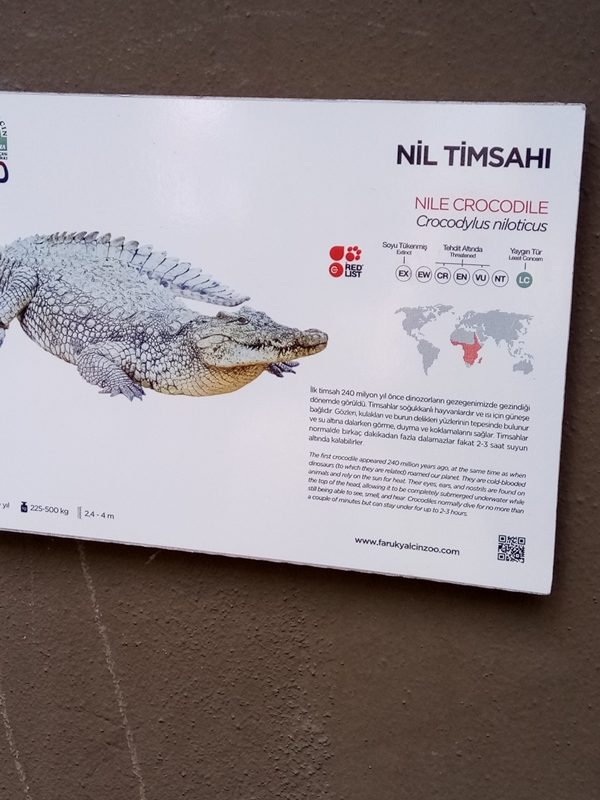 NİL TİMSAHI
NILE CROCODILE
Crocodylus niloticus
RED
LIST
Soyu Tükenmiş
Extinct
Tehdit Altında
Threatened
Yaygın Tür
Least Concern
EX EW CR EN VU NT LC
İlk timsah 240 milyon yıl önce dinozorların gezegenimizde gezindiği
dönemde görüldü. Timsahlar soğukkanlı hayvanlardır ve ısı için güneşe
bağlıdır. Gözleri, kulakları ve burun delikleri yüzlerinin tepesinde bulunur
ve su altına dalarken görme, duyma ve koklamalarını sağlar. Timsahlar
normalde birkaç dakikadan fazla dalamazlar fakat 2-3 saat suyun
altında kalabilirler
The first crocodile appeared 240 million years ago, at the same time as when
dinosaurs (to which they are related) roamed our planet. They are cold-blooded
animals and rely on the sun for heat. Their eyes, ears, and nostrils are found on
the top of the head, allowing it to be completely submerged underwater while
still being able to see, smell, and hear. Crocodiles normally dive for no more than
a couple of minutes but can stay under for up to 2-3 hours.
yıl 225-500 kg 2,4 - 4 m
www.farukyalcinzoo.com